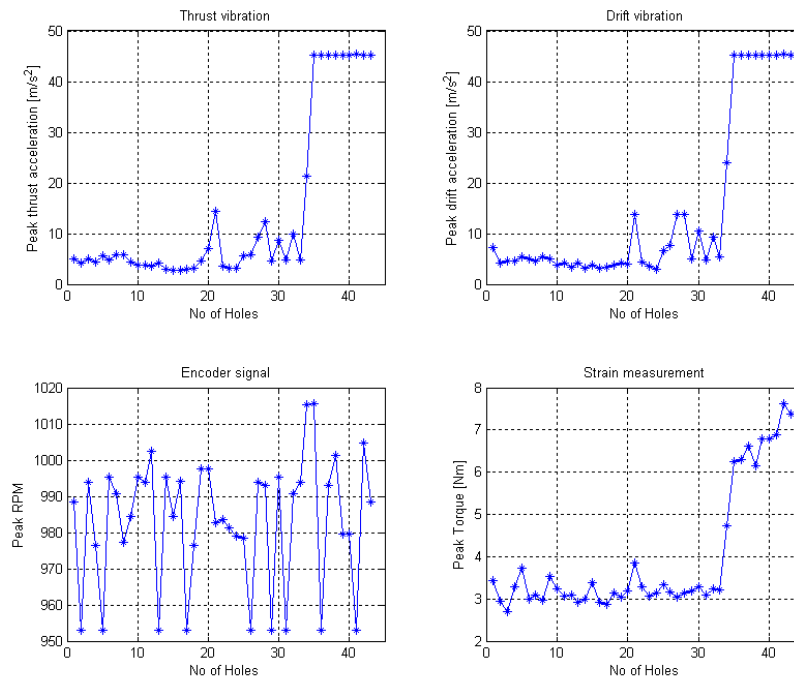 Thrust vibration
Peak thrust acceleration [m/s²]
50
40
30
20
10
0
0 10 20 30 40
No of Holes
Drift vibration
Peak drift acceleration [m/s²]
50
40
30
20
10
0
0 10 20 30 40
No of Holes
Encoder signal
Peak RPM
1020
1010
1000
990
980
970
960
950
0 10 20 30 40
No of Holes
Strain measurement
Peak Torque [Nm]
8
7
6
5
4
3
2
0 10 20 30 40
No of Holes